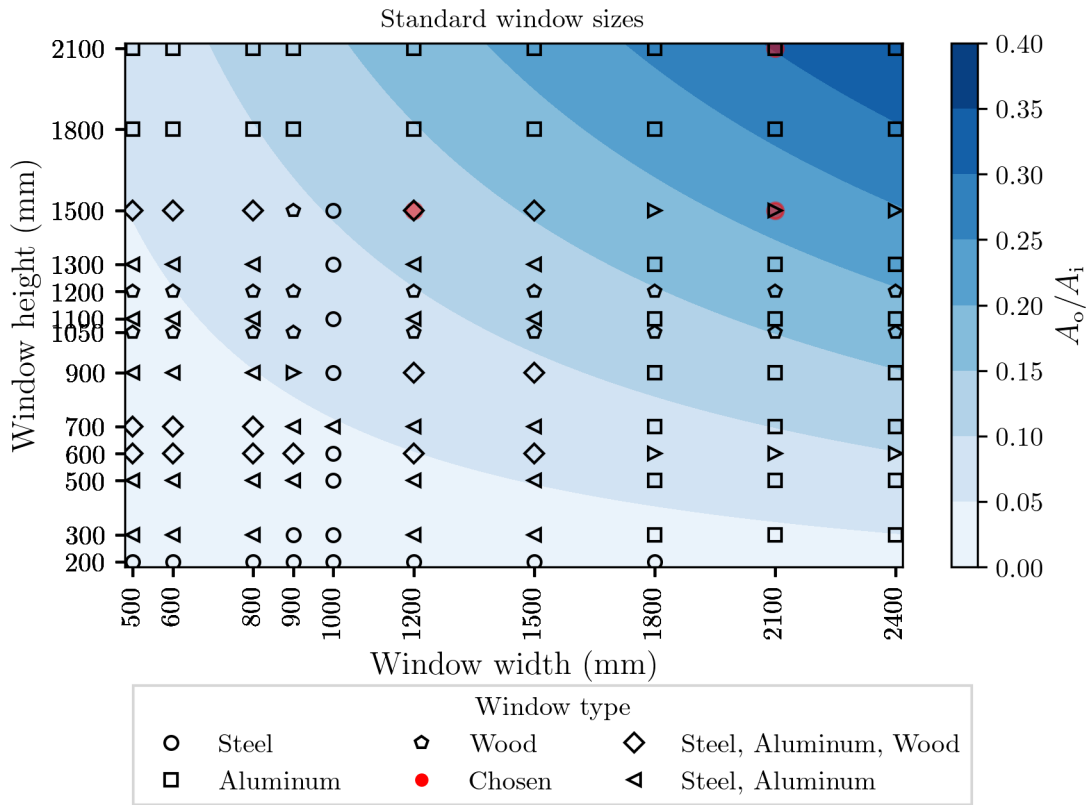 Standard window sizes
2100
1800
1500
1300
1200
1100
1050
900
700
600
500
300
200
Window height (mm)
500
600
800
900
1000
1200
1500
1800
2100
2400
Window width (mm)
0.40
0.35
0.30
0.25
0.20
0.15
0.10
0.05
0.00
A_o/A_i
Window type
Steel
Wood
Steel, Aluminum, Wood
Aluminum
Chosen
Steel, Aluminum